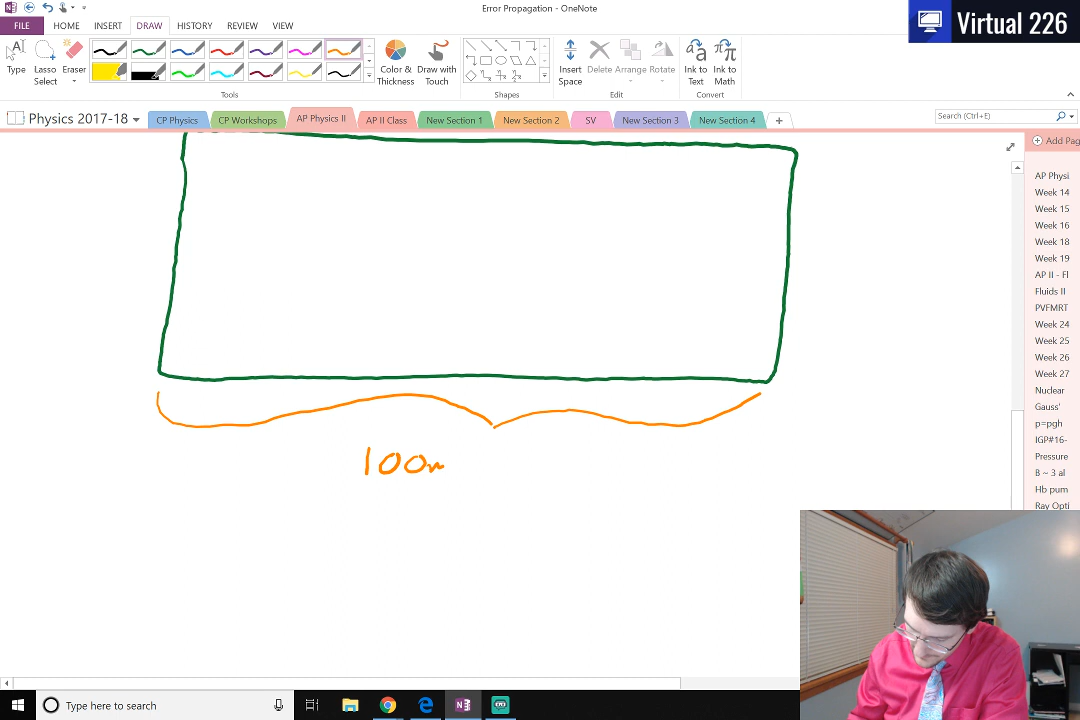 Error Propagation - OneNote
Virtual 226
FILE HOME INSERT DRAW HISTORY REVIEW VIEW
Type
Lasso Select
Eraser
Color & Thickness
Draw with Touch
Insert Space
Delete
Arrange
Rotate
Ink to Text
Ink to Math
Tools
Shapes
Edit
Convert
Physics 2017-18
CP Physics
CP Workshops
AP Physics II
AP II Class
New Section 1
New Section 2
SV
New Section 3
New Section 4
Search (Ctrl+E)
Add Pag
AP Physi
Week 14
Week 15
Week 16
Week 18
Week 19
AP II - Fl
Fluids II
PVFMRT
Week 24
Week 25
Week 26
Week 27
Nuclear
Gauss'
p=pgh
IGP#16-
Pressure
B ~ 3 al
Hb pum
Ray Opti
100m
Type here to search